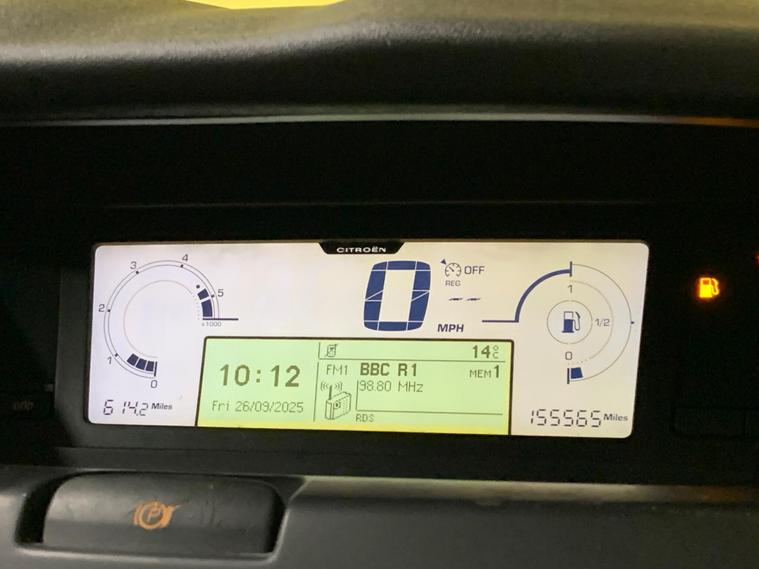 CITROËN
4
3
2
1
0
5
x1000
0
OFF
REG
--
MPH
1
1/2
0
14°C
10:12
Fri 26/09/2025
FM1 BBC R1 MEM1
98.80 MHz
RDS
614.2 Miles
155565 Miles
P